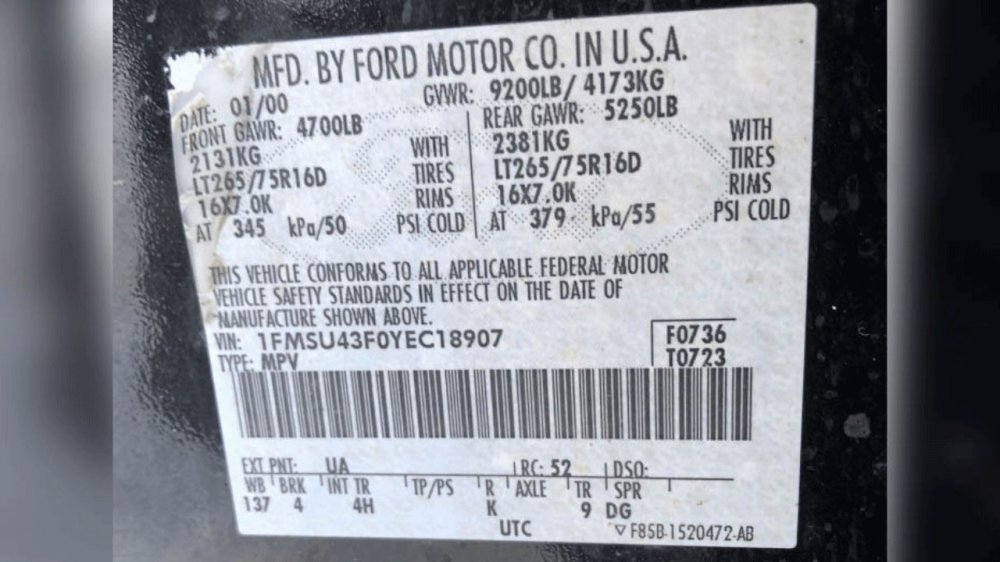 MFD. BY FORD MOTOR CO. IN U.S.A.
DATE: 01/00 GVWR: 9200LB/ 4173KG
FRONT GAWR: 4700LB REAR GAWR: 5250LB
2131KG WITH 2381KG WITH
LT265/75R16D TIRES LT265/75R16D TIRES
16X7.0K RIMS 16X7.0K RIMS
AT 345 kPa/50 PSI COLD AT 379 kPa/55 PSI COLD
THIS VEHICLE CONFORMS TO ALL APPLICABLE FEDERAL MOTOR
VEHICLE SAFETY STANDARDS IN EFFECT ON THE DATE OF
MANUFACTURE SHOWN ABOVE.
VIN: 1FMSU43F0YEC18907 F0736
TYPE: MPV T0723
EXT PNT: UA RC: 52 DSO:
WB BRK INT TR TP/PS R AXLE TR SPR
137 4 4H K 9 DG
UTC ▽ F85B-1520472-AB